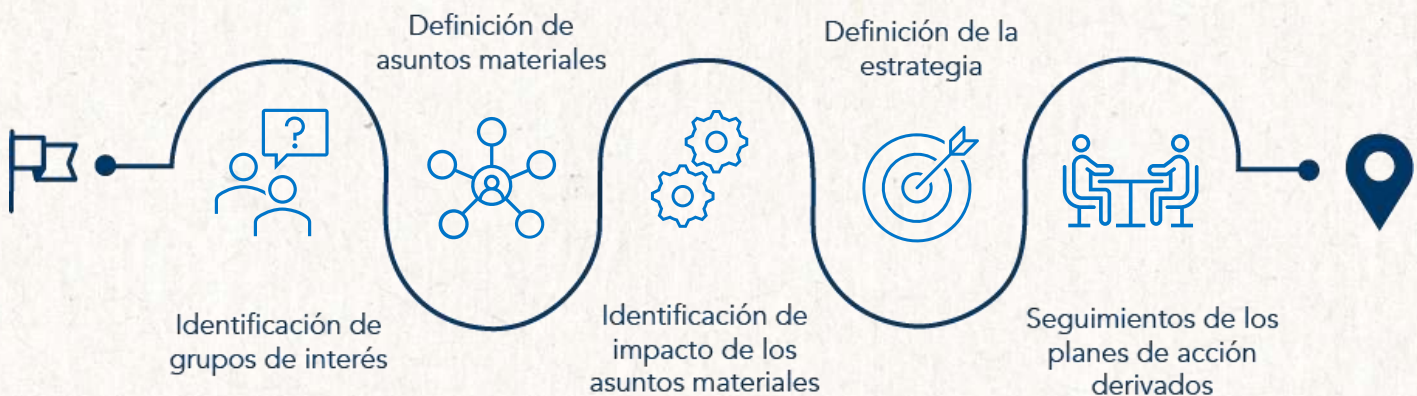 Identificación de
grupos de interés
Definición de
asuntos materiales
?
Identificación de
impacto de los
asuntos materiales
Definición de la
estrategia
Seguimientos de los
planes de acción
derivados